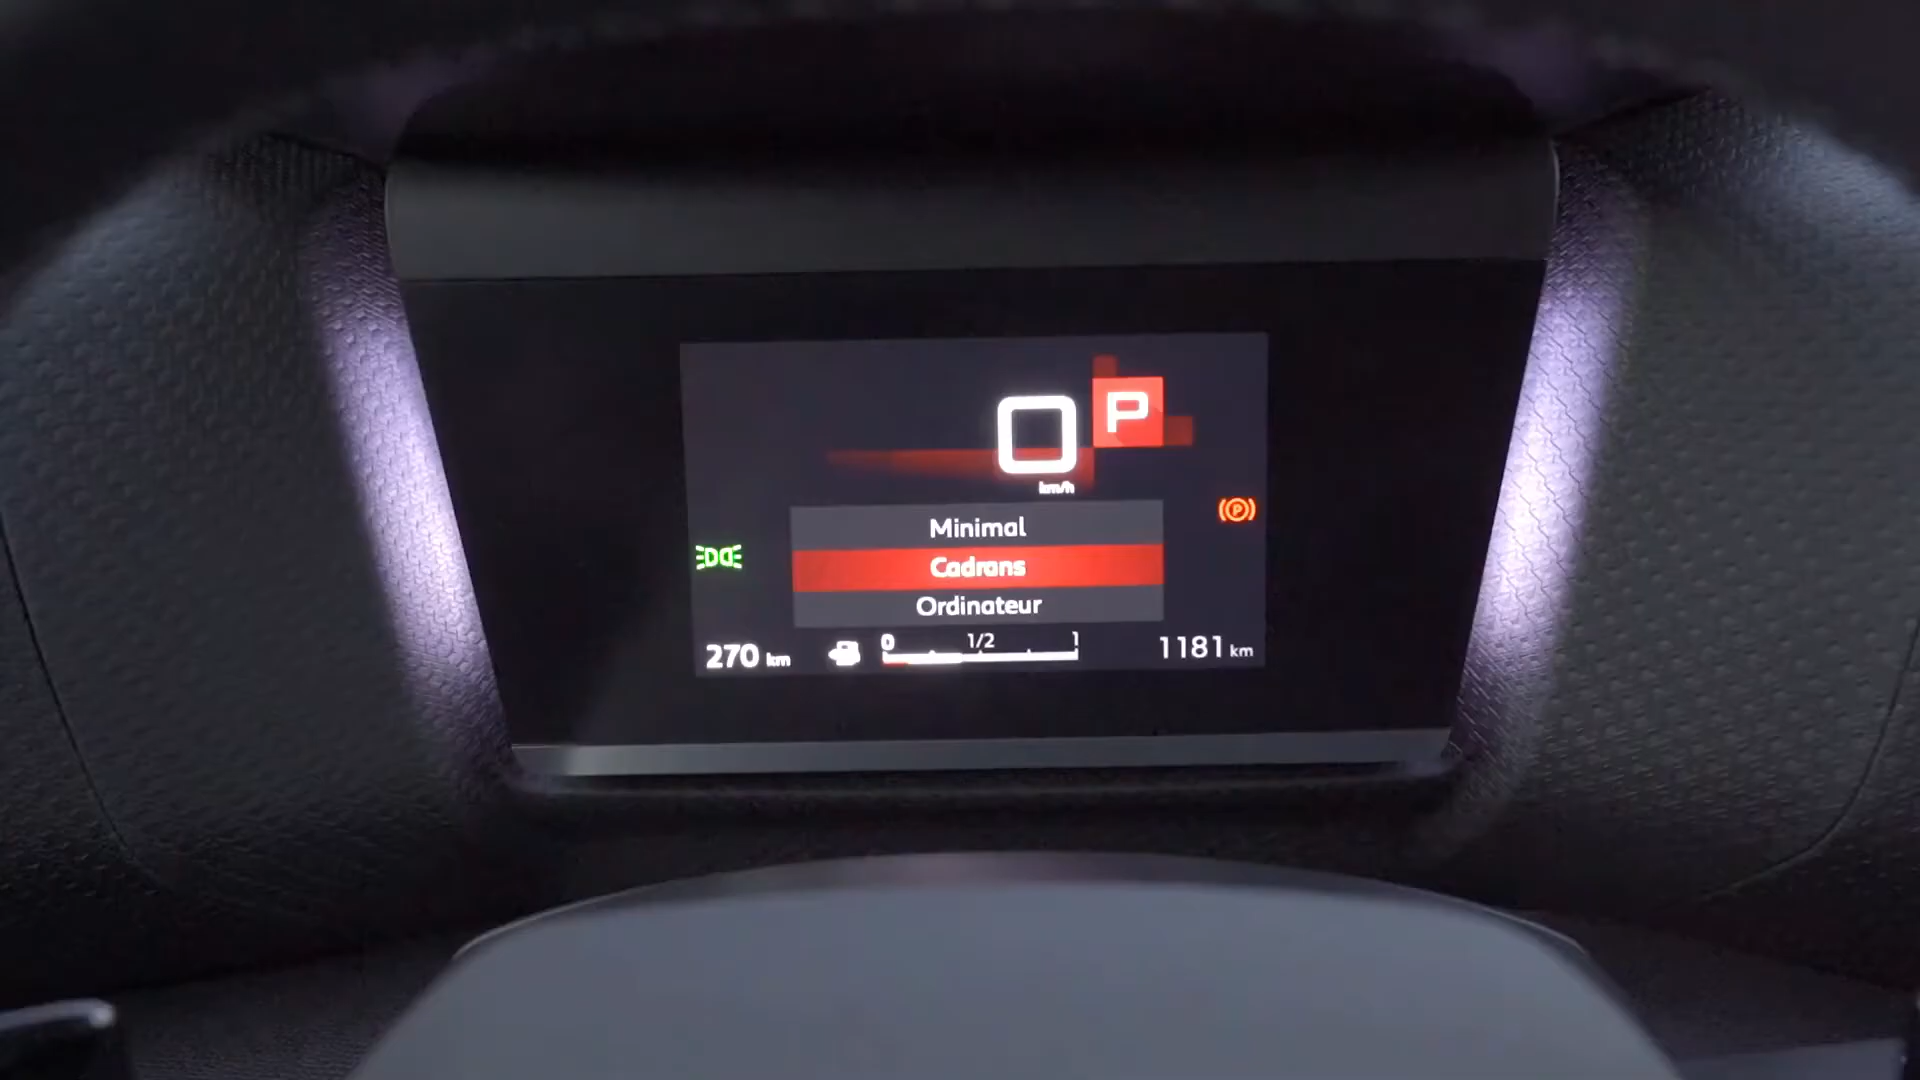 0 P
km/h
Minimal
Cadrans
Ordinateur
P
270 km
0 1/2 1
1181 km